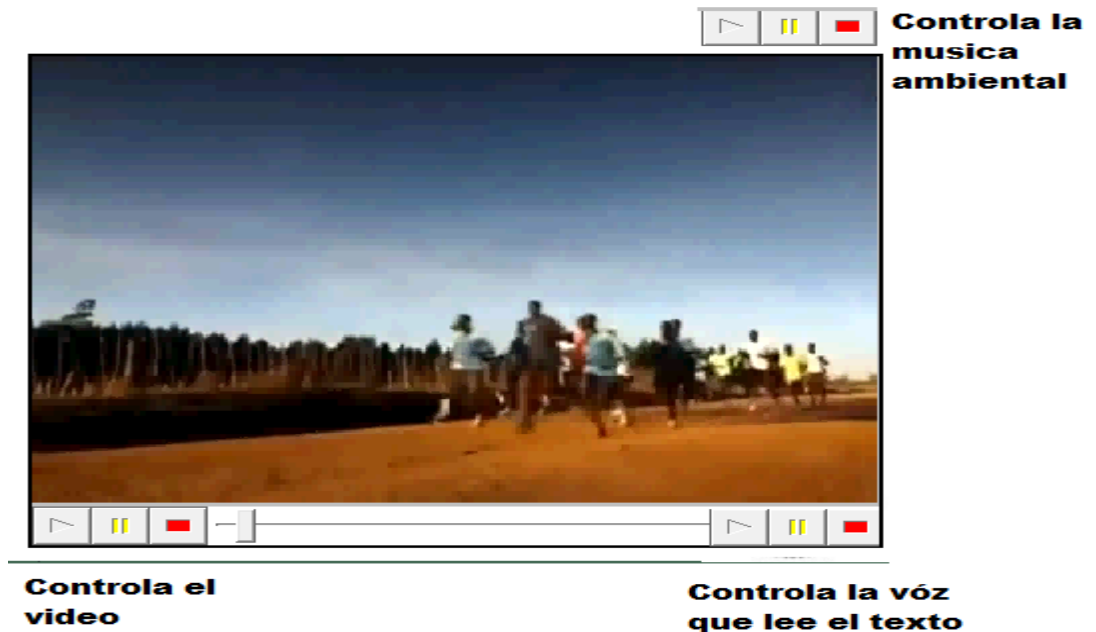 Controla la
musica
ambiental
Controla el
video
Controla la vóz
que lee el texto